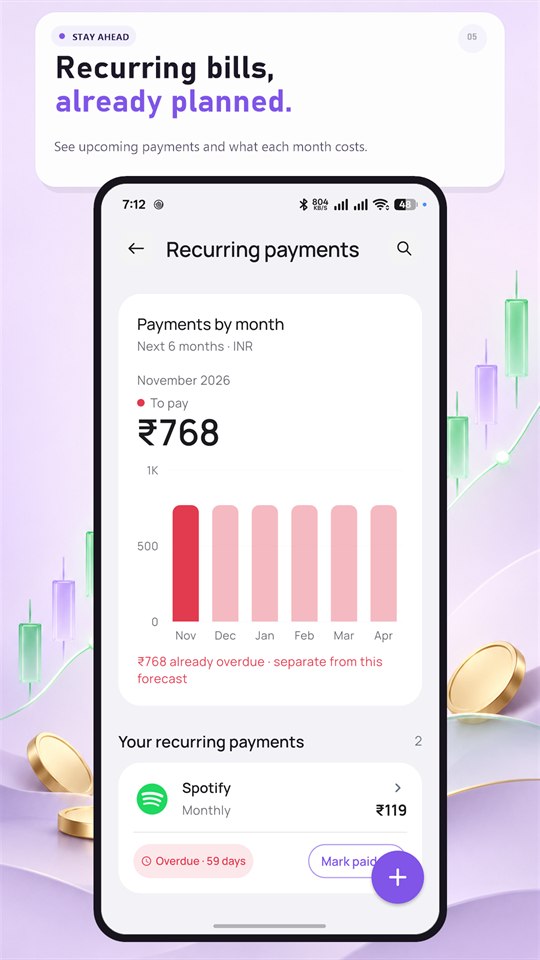 STAY AHEAD
05
Recurring bills,
already planned.
See upcoming payments and what each month costs.
7:12
804
KB/S
48
Recurring payments
Payments by month
Next 6 months · INR
November 2026
To pay
₹768
1K
500
0
Nov Dec Jan Feb Mar Apr
₹768 already overdue · separate from this
forecast
Your recurring payments
2
Spotify
Monthly
₹119
Overdue · 59 days
Mark paid